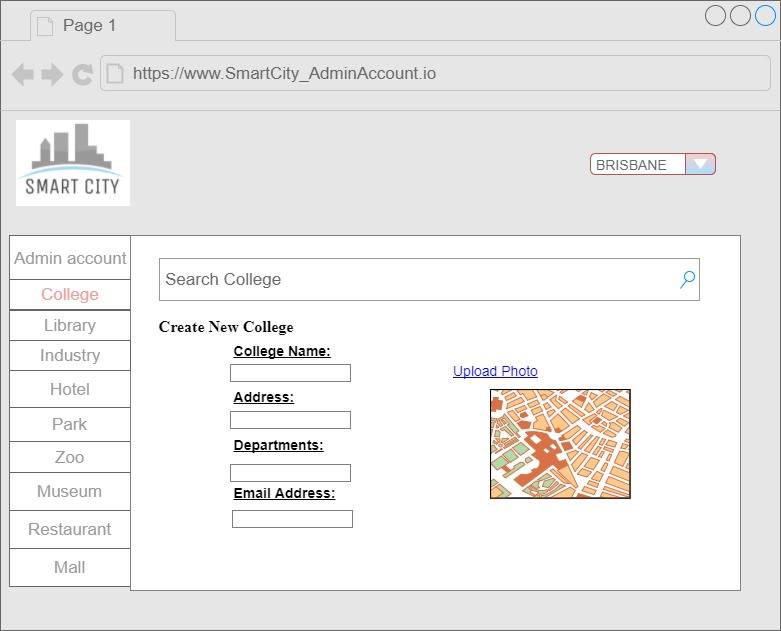 Page 1
https://www.SmartCity_AdminAccount.io
SMART CITY
BRISBANE
Admin account
College
Library
Industry
Hotel
Park
Zoo
Museum
Restaurant
Mall
Search College
Create New College
College Name:
Address:
Departments:
Email Address:
Upload Photo